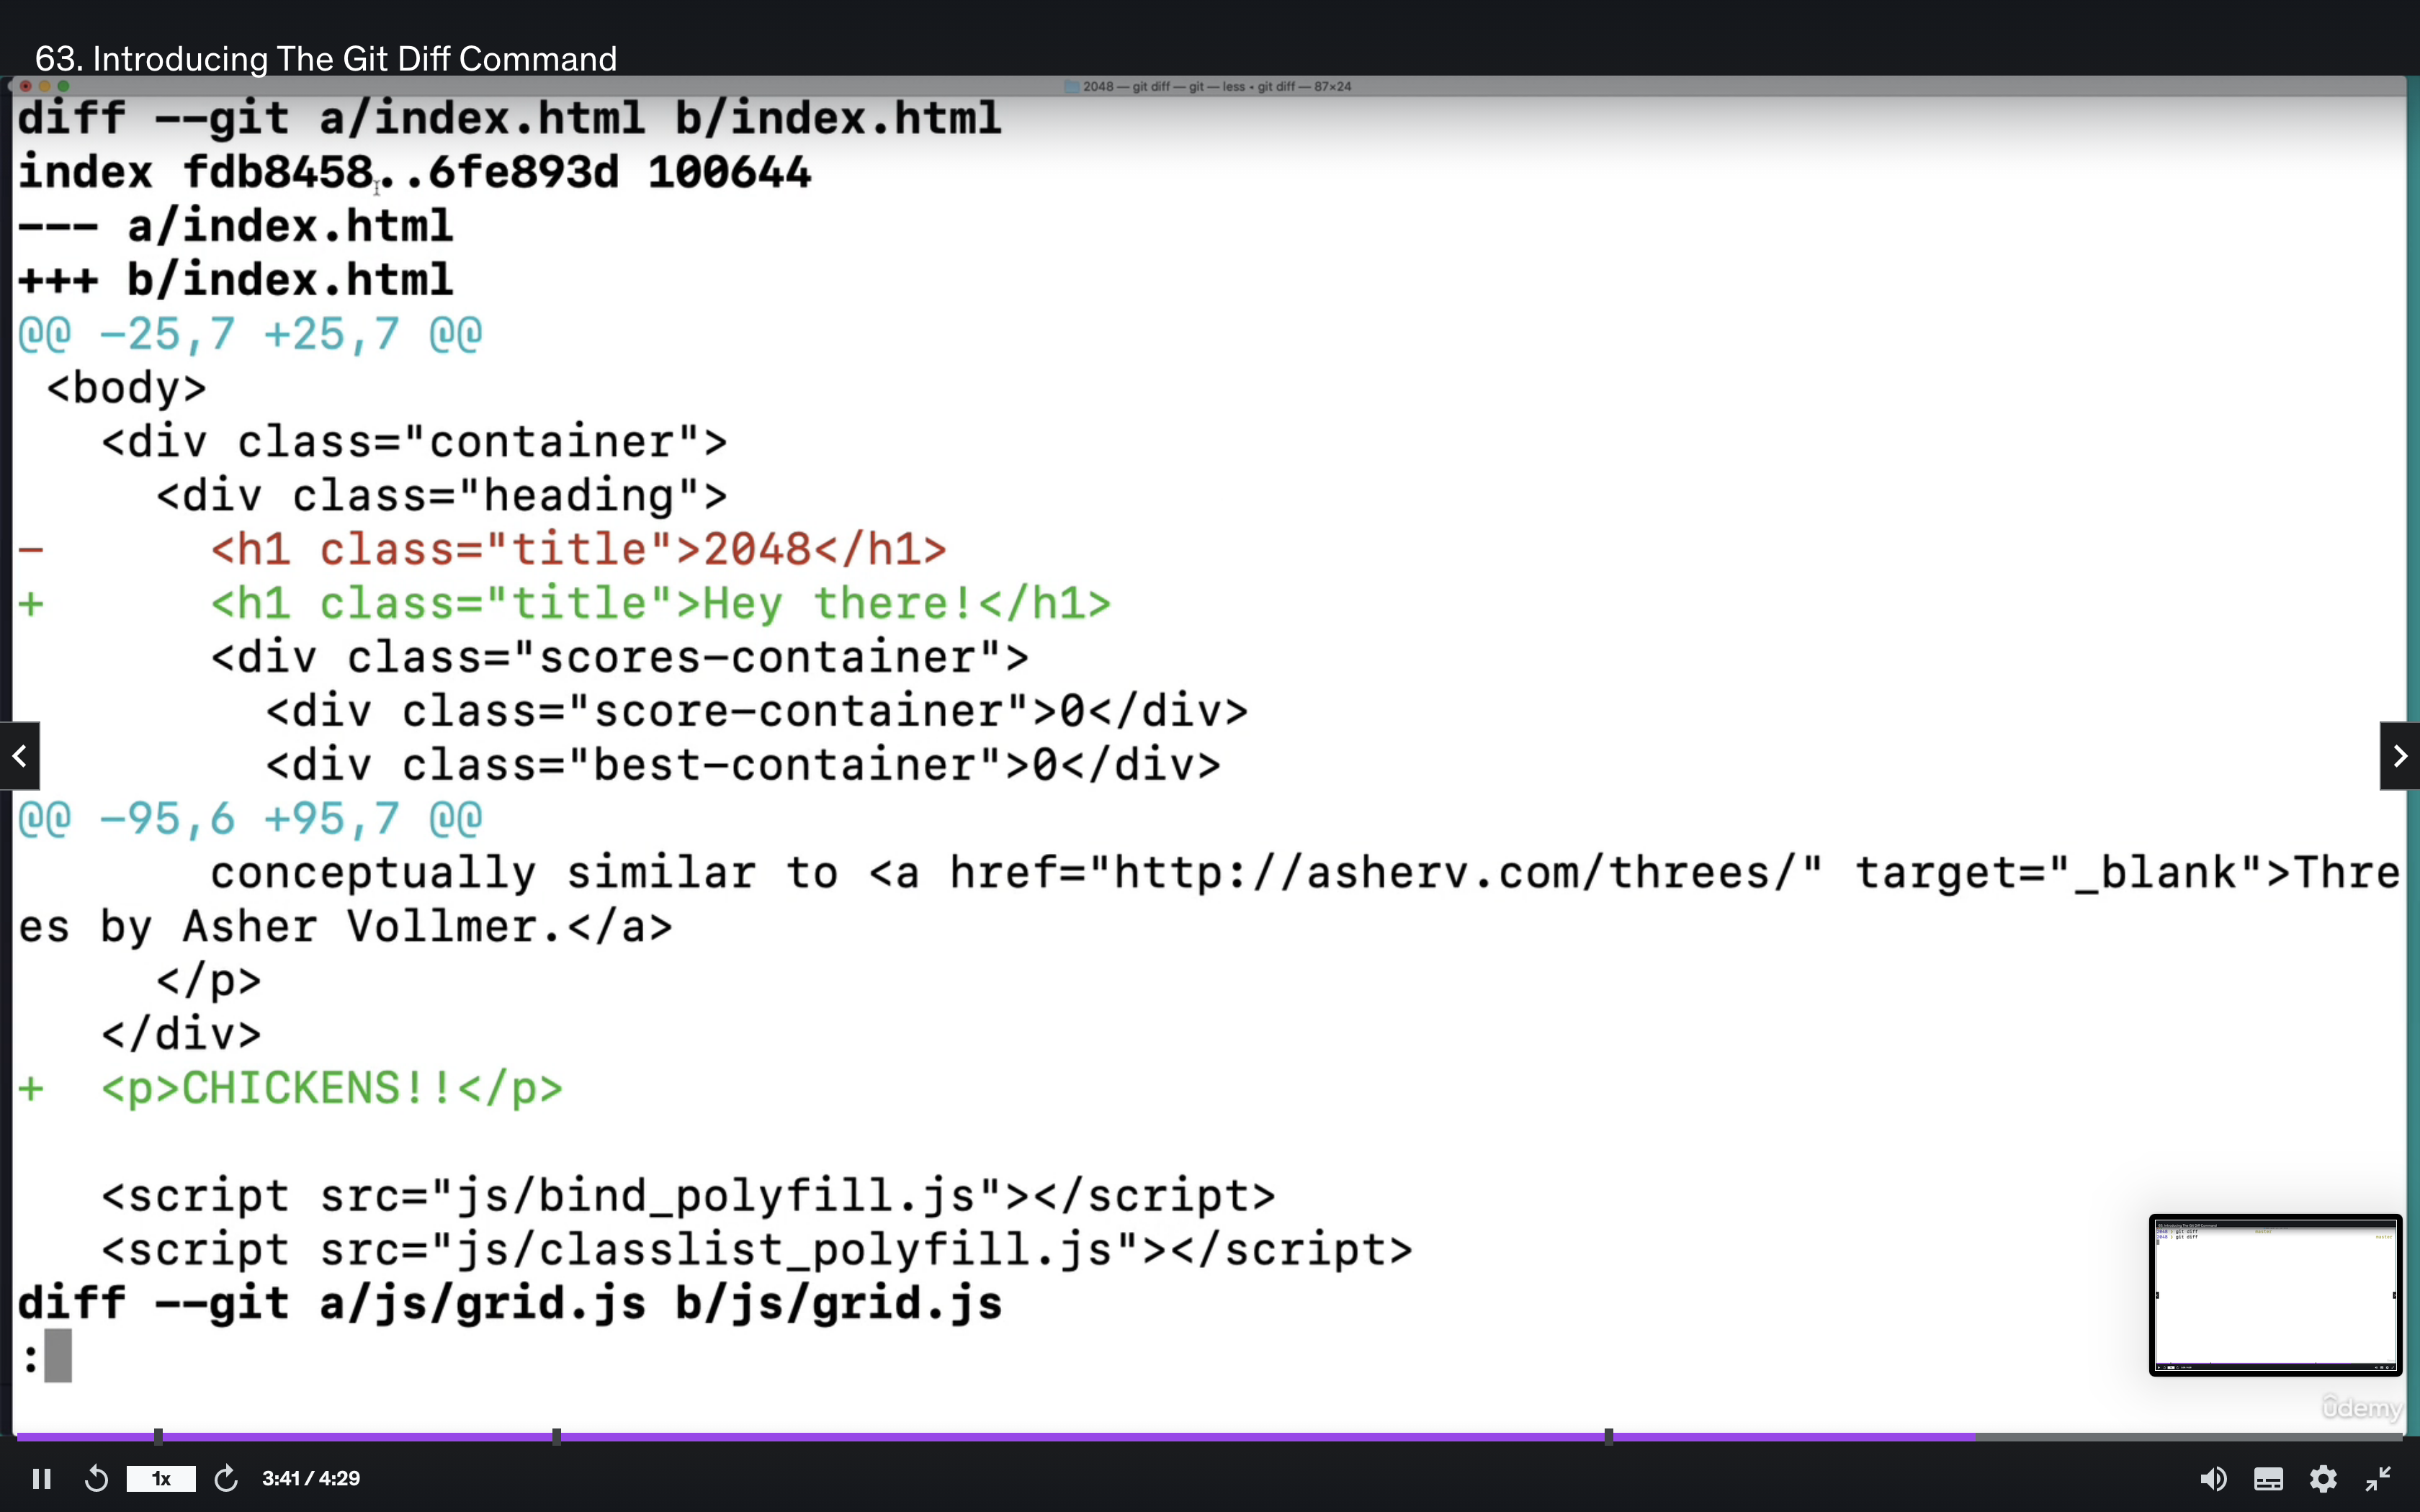 63. Introducing The Git Diff Command
2048 — git diff — git — less ◂ git diff — 87×24
diff --git a/index.html b/index.html
index fdb8458..6fe893d 100644
--- a/index.html
+++ b/index.html
@@ -25,7 +25,7 @@
 <body>
   <div class="container">
     <div class="heading">
-      <h1 class="title">2048</h1>
+      <h1 class="title">Hey there!</h1>
       <div class="scores-container">
         <div class="score-container">0</div>
         <div class="best-container">0</div>
@@ -95,6 +95,7 @@
       conceptually similar to <a href="http://asherv.com/threes/" target="_blank">Thre
es by Asher Vollmer.</a>
     </p>
   </div>
+  <p>CHICKENS!!</p>
   <script src="js/bind_polyfill.js"></script>
   <script src="js/classlist_polyfill.js"></script>
diff --git a/js/grid.js b/js/grid.js
:
udemy
1x
3:41 / 4:29